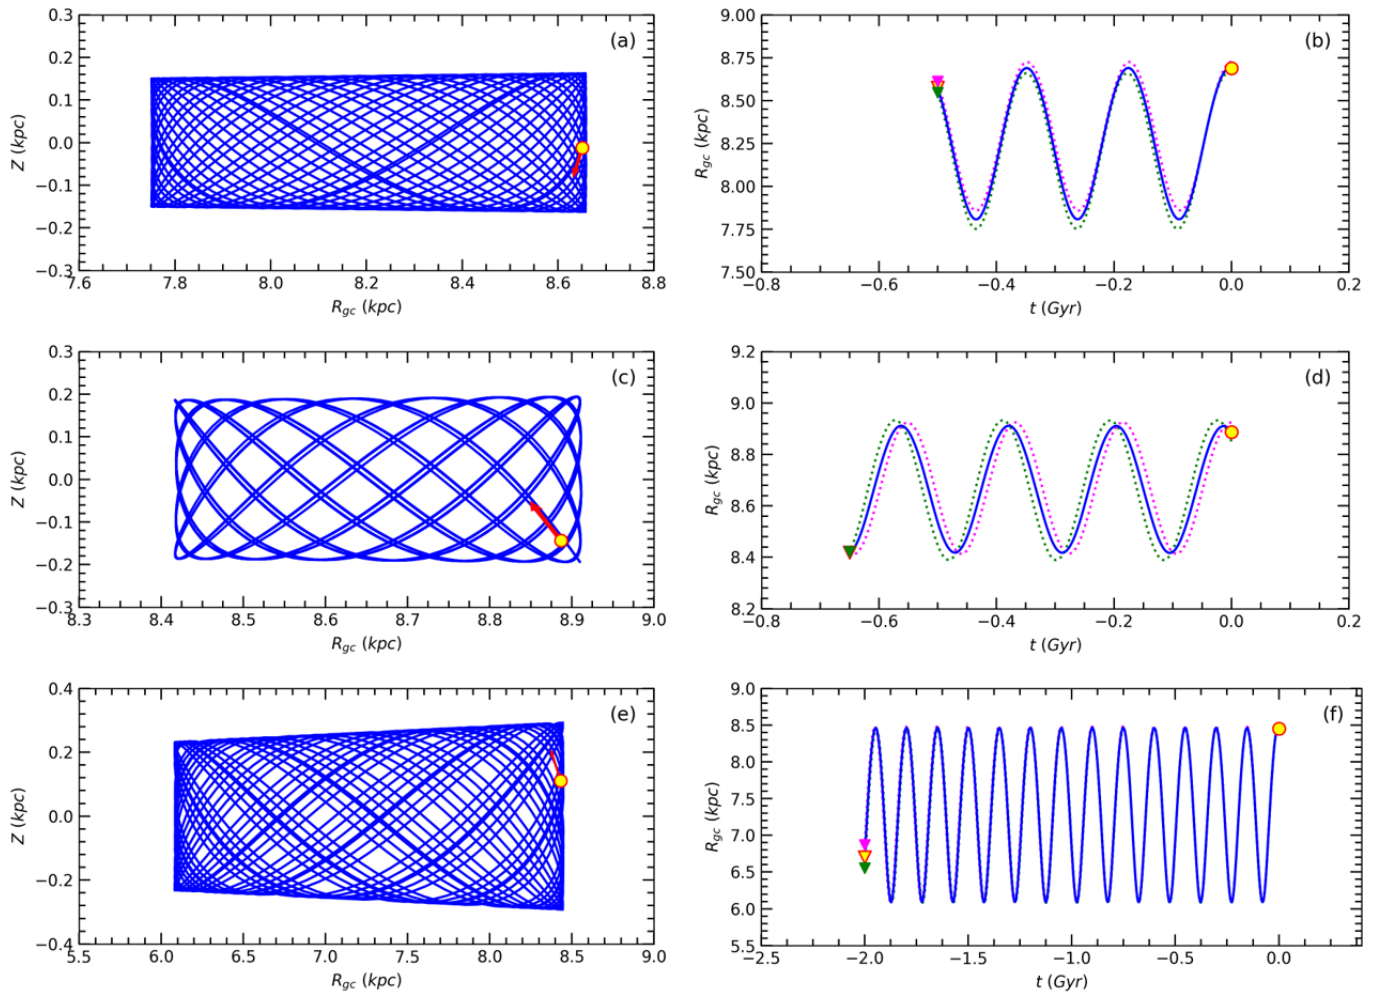 0.3
0.2
0.1
0.0
−0.1
−0.2
−0.3
Z (kpc)
(a)
7.6 7.8 8.0 8.2 8.4 8.6 8.8
R_gc (kpc)
9.00
8.75
8.50
8.25
8.00
7.75
7.50
R_gc (kpc)
(b)
−0.8 −0.6 −0.4 −0.2 0.0 0.2
t (Gyr)
0.3
0.2
0.1
0.0
−0.1
−0.2
−0.3
Z (kpc)
(c)
8.3 8.4 8.5 8.6 8.7 8.8 8.9 9.0
R_gc (kpc)
9.2
9.0
8.8
8.6
8.4
8.2
R_gc (kpc)
(d)
−0.8 −0.6 −0.4 −0.2 0.0 0.2
t (Gyr)
0.4
0.2
0.0
−0.2
−0.4
Z (kpc)
(e)
5.5 6.0 6.5 7.0 7.5 8.0 8.5 9.0
R_gc (kpc)
9.0
8.5
8.0
7.5
7.0
6.5
6.0
5.5
R_gc (kpc)
(f)
−2.5 −2.0 −1.5 −1.0 −0.5 0.0
t (Gyr)